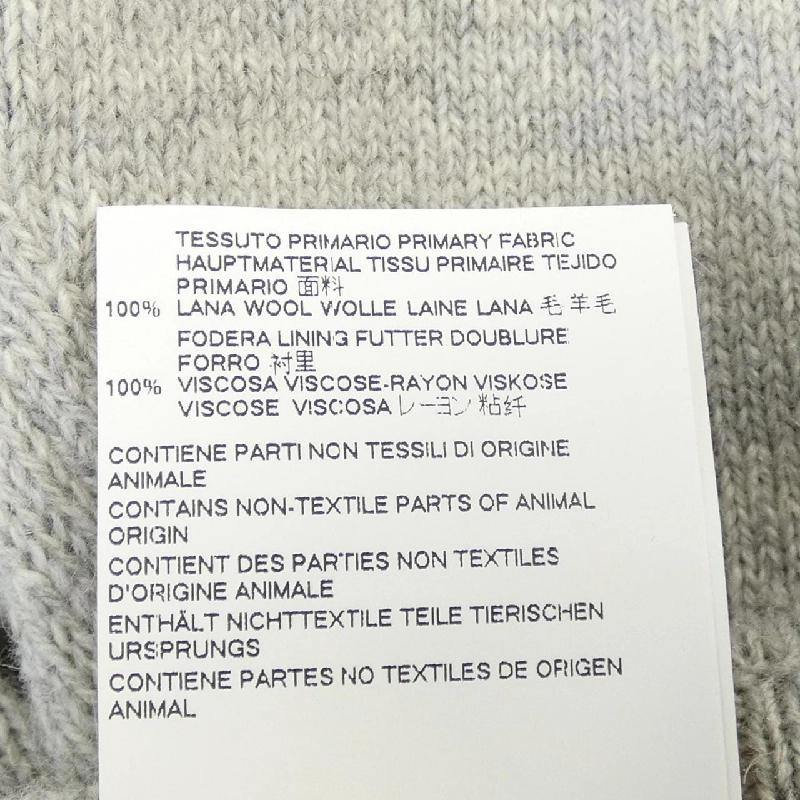 TESSUTO PRIMARIO PRIMARY FABRIC
HAUPTMATERIAL TISSU PRIMAIRE TEJIDO
PRIMARIO 面料
100% LANA WOOL WOLLE LAINE LANA 毛 羊毛
FODERA LINING FUTTER DOUBLURE
FORRO 衬里
100% VISCOSA VISCOSE-RAYON VISKOSE
VISCOSE VISCOSA レーヨン 粘纤
CONTIENE PARTI NON TESSILI DI ORIGINE
ANIMALE
CONTAINS NON-TEXTILE PARTS OF ANIMAL
ORIGIN
CONTIENT DES PARTIES NON TEXTILES
D'ORIGINE ANIMALE
ENTHÄLT NICHTTEXTILE TEILE TIERISCHEN
URSPRUNGS
CONTIENE PARTES NO TEXTILES DE ORIGEN
ANIMAL